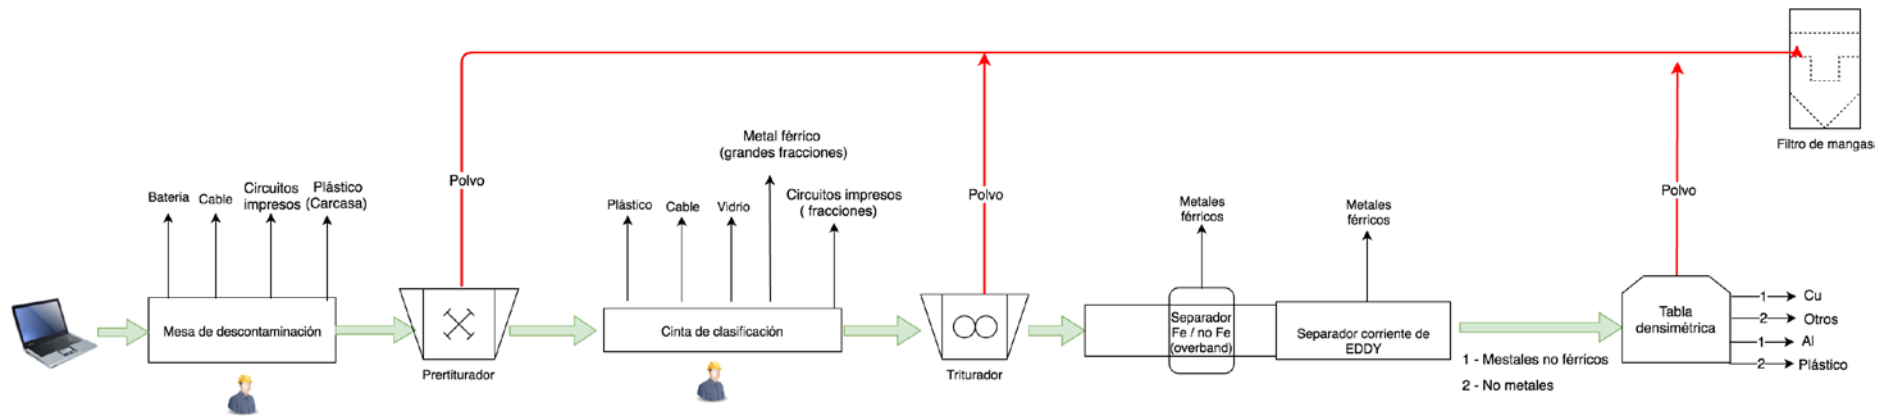 Filtro de mangas
Metal férrico
(grandes fracciones)
Bateria
Cable
Circuitos
impresos
Plástico
(Carcasa)
Polvo
Plástico
Cable
Vidrio
Circuitos impresos
( fracciones)
Polvo
Metales
férricos
Metales
férricos
Polvo
Mesa de descontaminación
Prertiturador
Cinta de clasificación
Triturador
Separador
Fe / no Fe
(overband)
Separador corriente de
EDDY
1 - Mestales no férricos
2 - No metales
Tabla
densimétrica
1 Cu
2 Otros
1 Al
2 Plástico